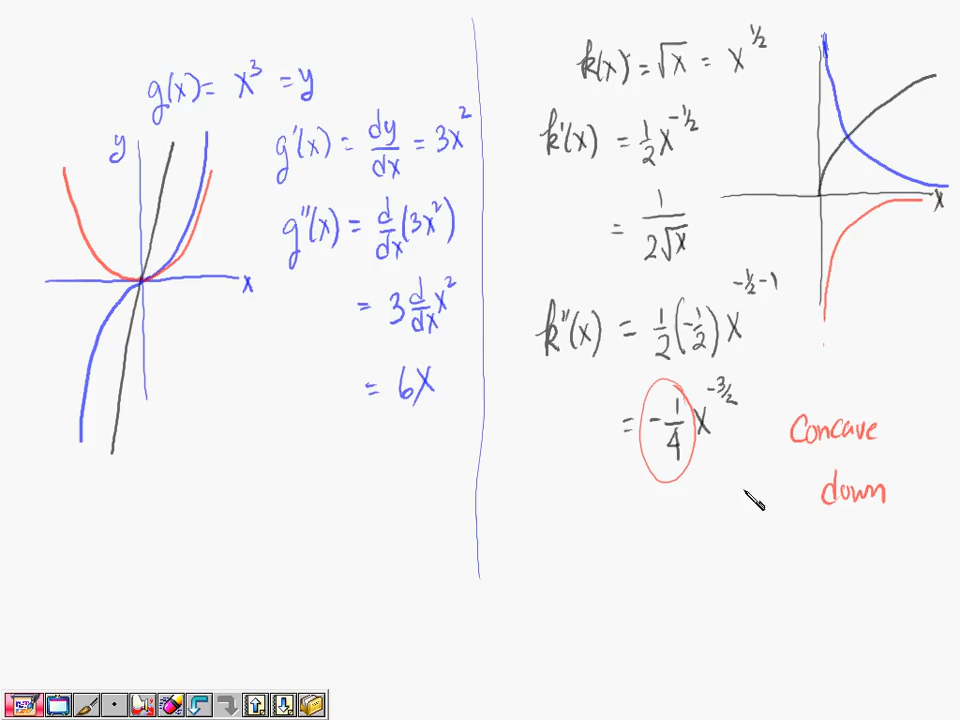 g(x) = x³ = y
y
x
g'(x) = dy/dx = 3x²
g''(x) = d/dx (3x²)
= 3 d/dx x²
= 6x
k(x) = √x = x^1/2
k'(x) = 1/2 x^-1/2
= 1/(2√x)
x
k''(x) = 1/2 (-1/2) x^-1/2-1
= -1/4 x^-3/2
Concave
down